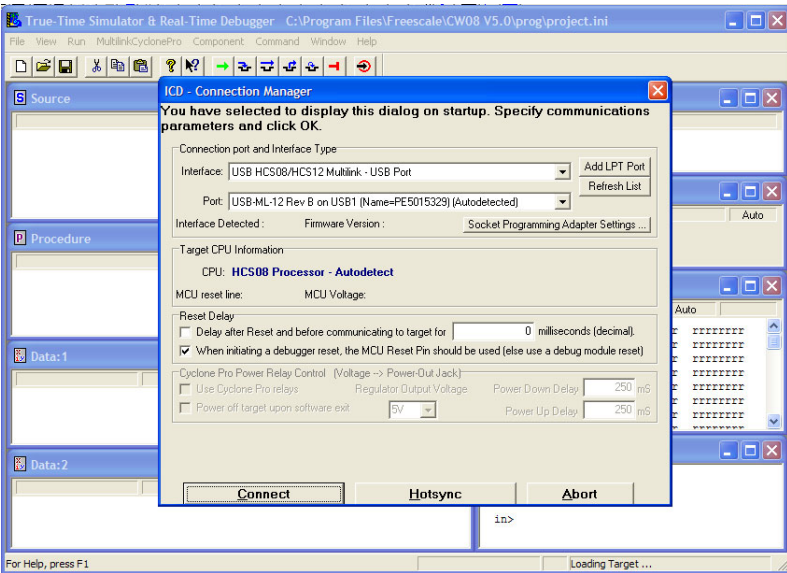 True-Time Simulator & Real-Time Debugger C:\Program Files\Freescale\CW08 V5.0\prog\project.ini
File View Run MultilinkCyclonePro Component Command Window Help
Source
Procedure
Data:1
Data:2
ICD - Connection Manager
You have selected to display this dialog on startup. Specify communications
parameters and click OK.
Connection port and Interface Type
Interface: USB HCS08/HCS12 Multilink - USB Port Add LPT Port
Refresh List
Port: USB-ML-12 Rev B on USB1 (Name=PE5015329) (Autodetected)
Interface Detected : Firmware Version : Socket Programming Adapter Settings ...
Target CPU Information
CPU: HCS08 Processor - Autodetect
MCU reset line: MCU Voltage:
Reset Delay
Delay after Reset and before communicating to target for 0 milliseconds (decimal).
When initiating a debugger reset, the MCU Reset Pin should be used (else use a debug module reset)
Cyclone Pro Power Relay Control (Voltage --> Power-Out Jack)
Use Cyclone Pro relays Regulator Output Voltage Power Down Delay 250 mS
Power off target upon software exit 5V Power Up Delay 250 mS
Connect Hotsync Abort
Auto
Auto
r rrrrrrrr
r rrrrrrrr
r rrrrrrrr
r rrrrrrrr
r rrrrrrrr
r rrrrrrrr
in>
For Help, press F1 Loading Target ...